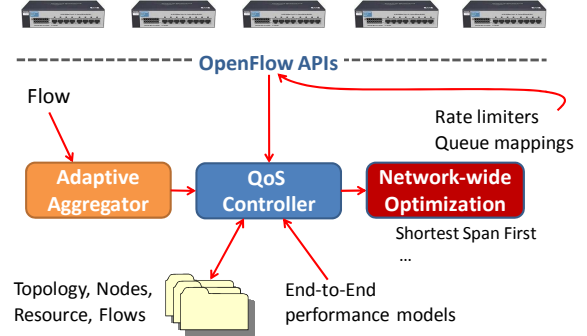 OpenFlow APIs
Flow
Rate limiters
Queue mappings
Adaptive
Aggregator
QoS
Controller
Network-wide
Optimization
Shortest Span First
...
Topology, Nodes,
Resource, Flows
End-to-End
performance models